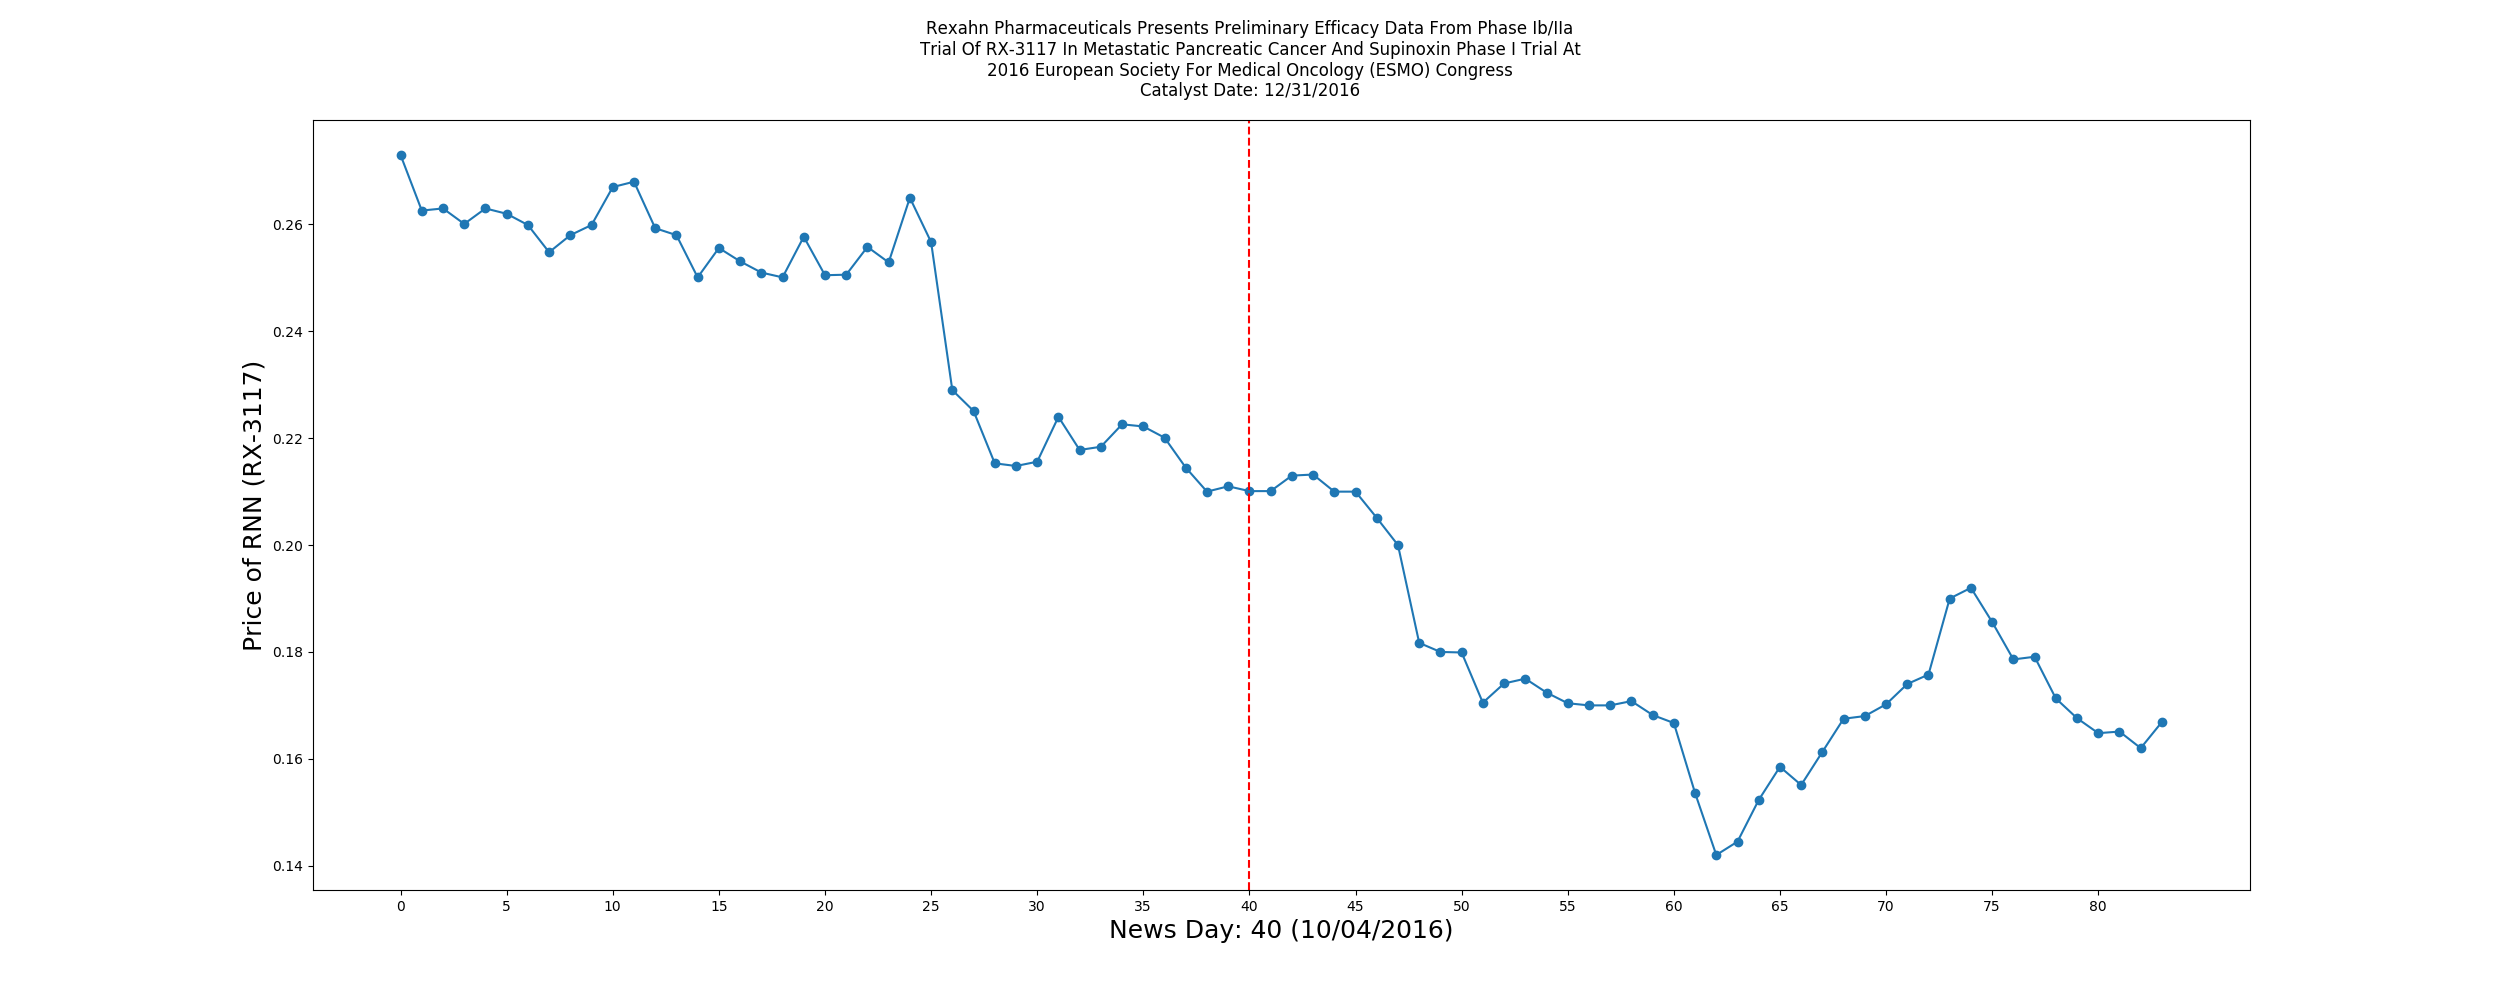 Rexahn Pharmaceuticals Presents Preliminary Efficacy Data From Phase Ib/IIa
Trial Of RX-3117 In Metastatic Pancreatic Cancer And Supinoxin Phase I Trial At
2016 European Society For Medical Oncology (ESMO) Congress
Catalyst Date: 12/31/2016
Price of RNN (RX-3117)
0.26
0.24
0.22
0.20
0.18
0.16
0.14
0 5 10 15 20 25 30 35 40 45 50 55 60 65 70 75 80
News Day: 40 (10/04/2016)